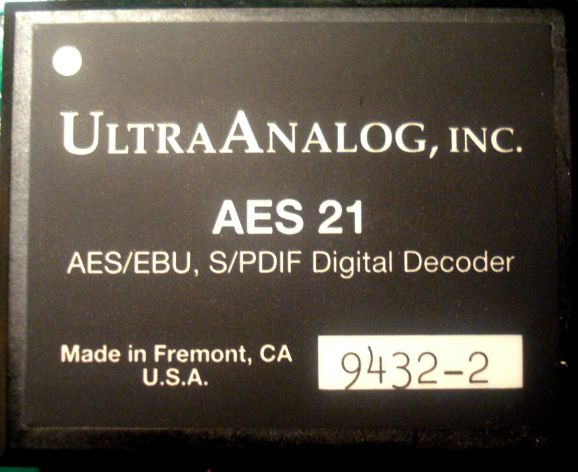 ULTRAANALOG, INC.
AES 21
AES/EBU, S/PDIF Digital Decoder
Made in Fremont, CA
U.S.A.
9432-2